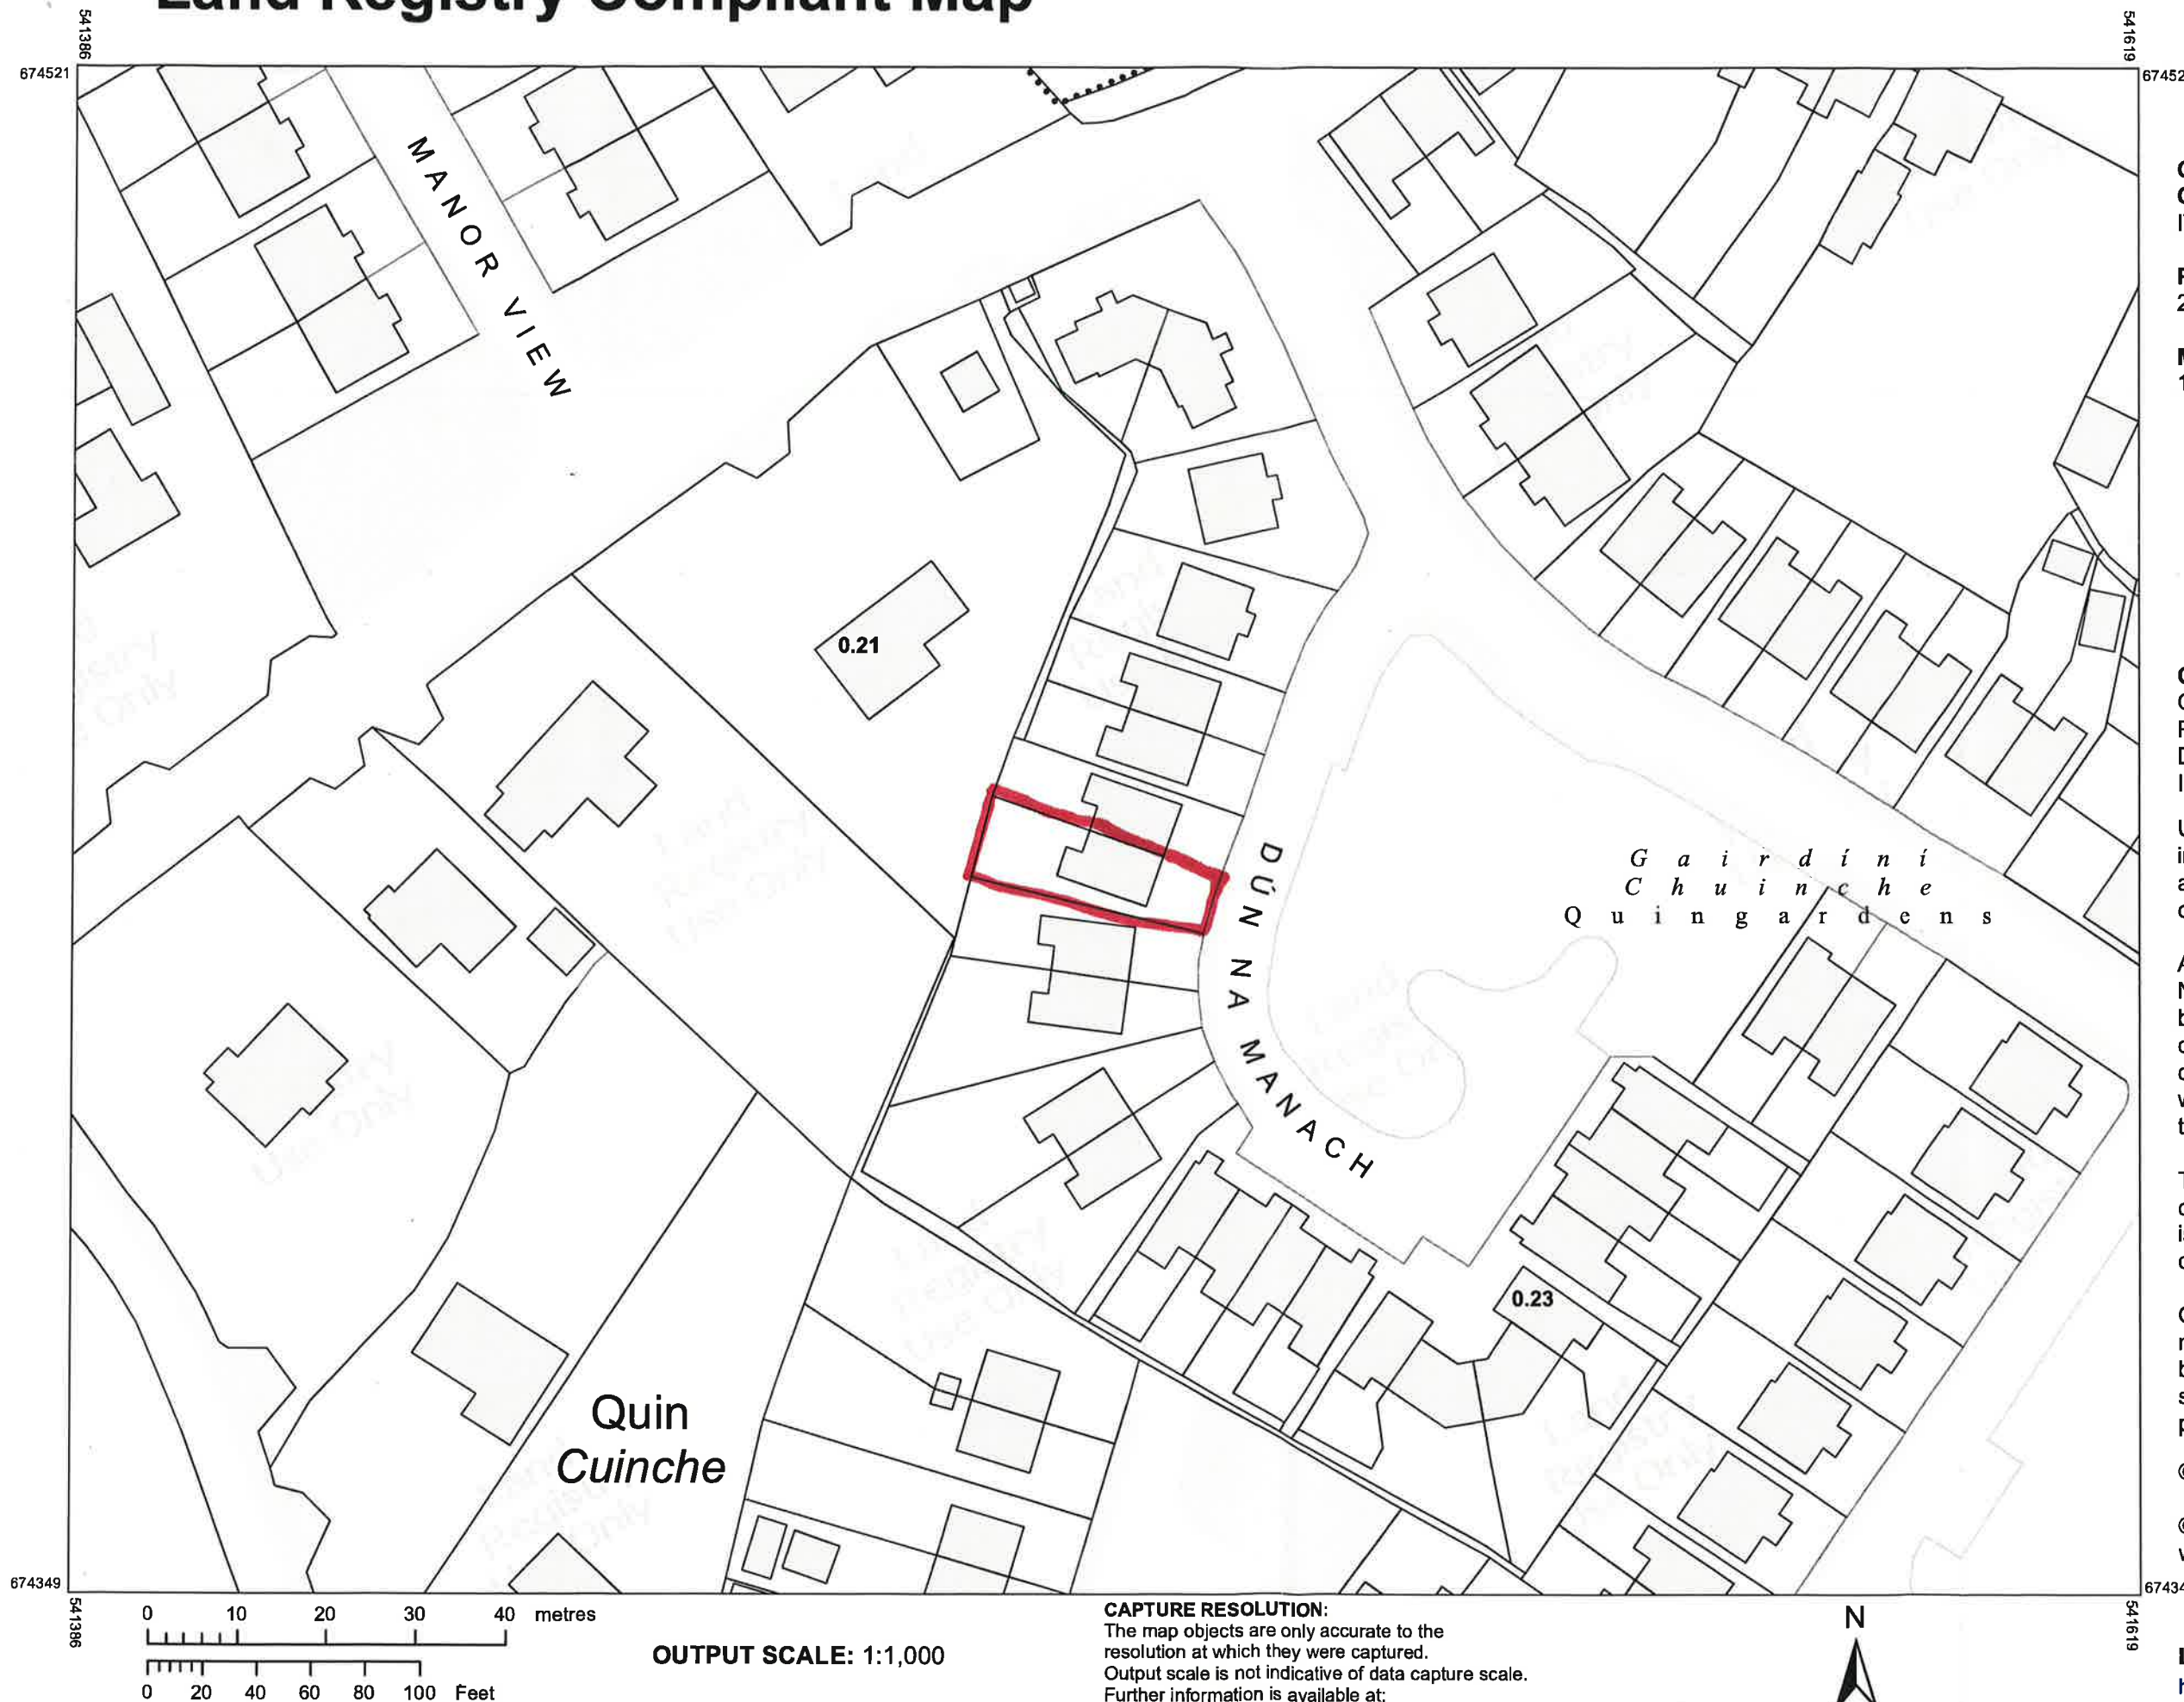 Land Registry Compliant Map
541386
541619
674521
MANOR VIEW
0.21
DÚN NA MANACH
Gairdíní
Chuinche
Quingardens
0.23
Quin
Cuinche
674349
541386
541619
0 10 20 30 40 metres
0 20 40 60 80 100 Feet
OUTPUT SCALE: 1:1,000
CAPTURE RESOLUTION:
The map objects are only accurate to the
resolution at which they were captured.
Output scale is not indicative of data capture scale.
Further information is available at:
N